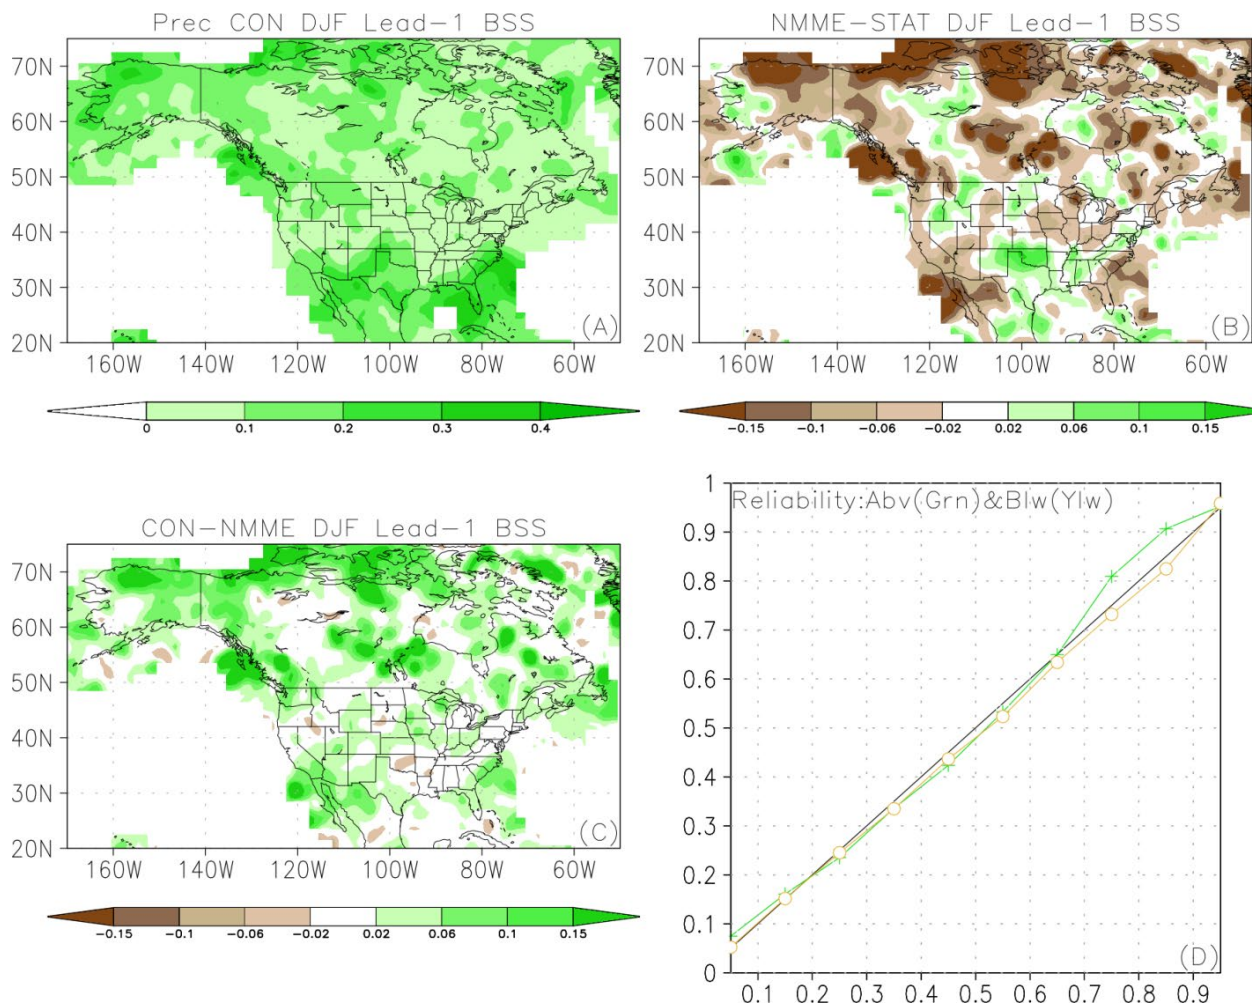 Prec CON DJF Lead-1 BSS
70N
60N
50N
40N
30N
20N
(A)
160W 140W 120W 100W 80W 60W
0 0.1 0.2 0.3 0.4
NMME-STAT DJF Lead-1 BSS
70N
60N
50N
40N
30N
20N
(B)
160W 140W 120W 100W 80W 60W
-0.15 -0.1 -0.06 -0.02 0.02 0.06 0.1 0.15
CON-NMME DJF Lead-1 BSS
70N
60N
50N
40N
30N
20N
(C)
160W 140W 120W 100W 80W 60W
-0.15 -0.1 -0.06 -0.02 0.02 0.06 0.1 0.15
Reliability:Abv(Grn)&Blw(Ylw)
1
0.9
0.8
0.7
0.6
0.5
0.4
0.3
0.2
0.1
0
(D)
0.1 0.2 0.3 0.4 0.5 0.6 0.7 0.8 0.9